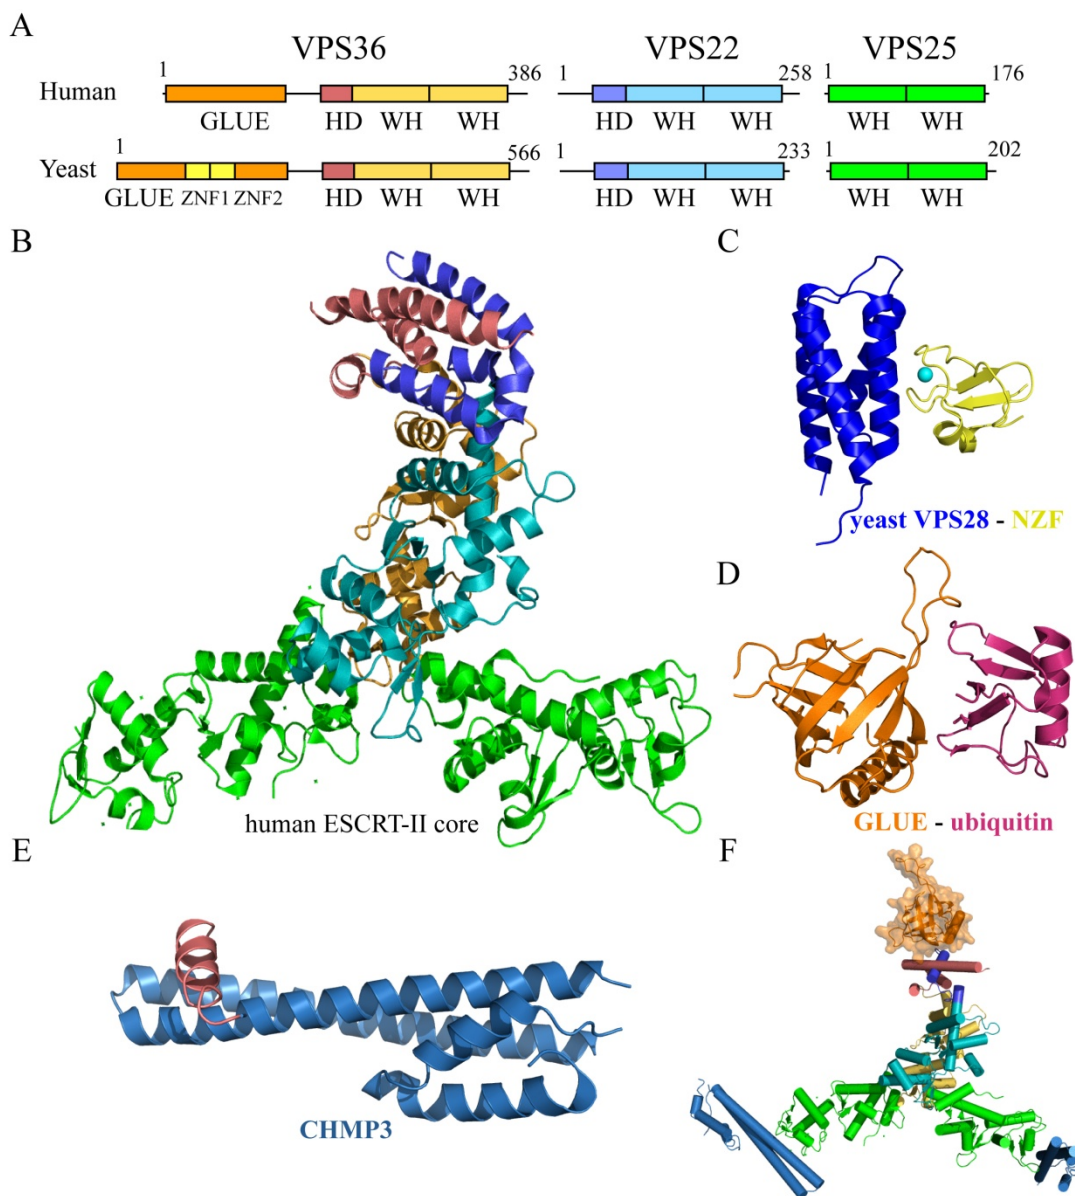 A
VPS36 VPS22 VPS25
1 386 1 258 1 176
Human
GLUE HD WH WH HD WH WH WH WH
1 566 1 233 1 202
Yeast
GLUE ZNF1 ZNF2 HD WH WH HD WH WH WH WH
B
human ESCRT-II core
C
yeast VPS28 - NZF
D
GLUE - ubiquitin
E
CHMP3
F